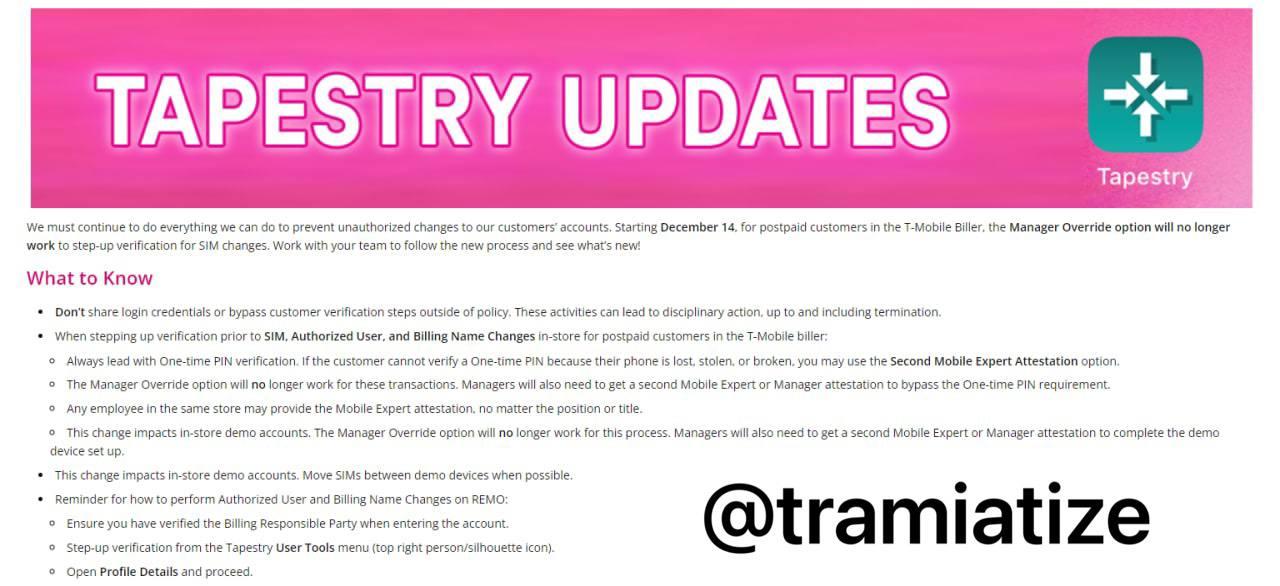 TAPESTRY UPDATES
Tapestry
We must continue to do everything we can do to prevent unauthorized changes to our customers' accounts. Starting December 14, for postpaid customers in the T-Mobile Biller, the Manager Override option will no longer
work to step-up verification for SIM changes. Work with your team to follow the new process and see what's new!
What to Know
• Don't share login credentials or bypass customer verification steps outside of policy. These activities can lead to disciplinary action, up to and including termination.
• When stepping up verification prior to SIM, Authorized User, and Billing Name Changes in-store for postpaid customers in the T-Mobile biller:
○ Always lead with One-time PIN verification. If the customer cannot verify a One-time PIN because their phone is lost, stolen, or broken, you may use the Second Mobile Expert Attestation option.
○ The Manager Override option will no longer work for these transactions. Managers will also need to get a second Mobile Expert or Manager attestation to bypass the One-time PIN requirement.
○ Any employee in the same store may provide the Mobile Expert attestation, no matter the position or title.
○ This change impacts in-store demo accounts. The Manager Override option will no longer work for this process. Managers will also need to get a second Mobile Expert or Manager attestation to complete the demo
device set up.
• This change impacts in-store demo accounts. Move SIMs between demo devices when possible.
• Reminder for how to perform Authorized User and Billing Name Changes on REMO:
○ Ensure you have verified the Billing Responsible Party when entering the account.
○ Step-up verification from the Tapestry User Tools menu (top right person/silhouette icon).
○ Open Profile Details and proceed.
@tramiatize